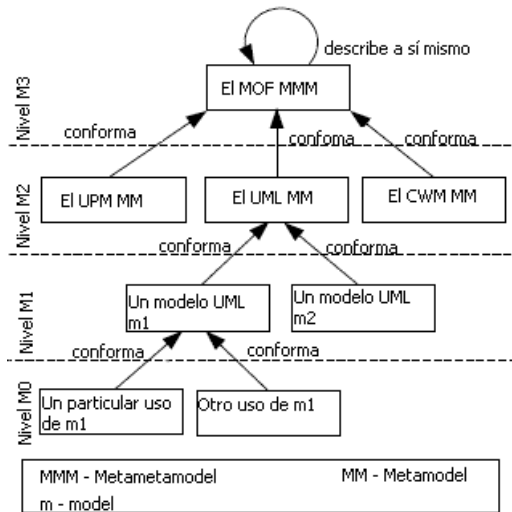 describe a sí mismo
Nivel M3
El MOF MMM
conforma
confoma
conforma
Nivel M2
El UPM MM
El UML MM
El CWM MM
conforma
conforma
Nivel M1
Un modelo UML
m1
Un modelo UML
m2
conforma
conforma
Nivel M0
Un particular uso
de m1
Otro uso de m1
MMM - Metametamodel
MM - Metamodel
m - model